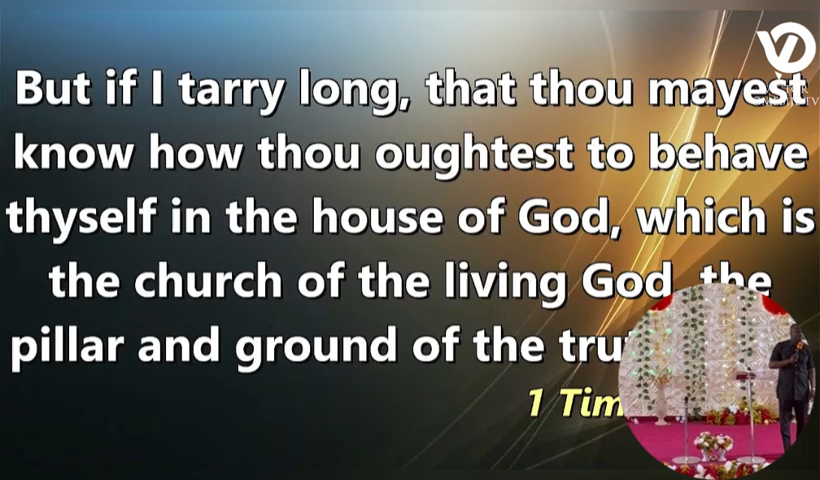 But if I tarry long, that thou mayest
know how thou oughtest to behave
thyself in the house of God, which is
the church of the living God, the
pillar and ground of the
1 Tim